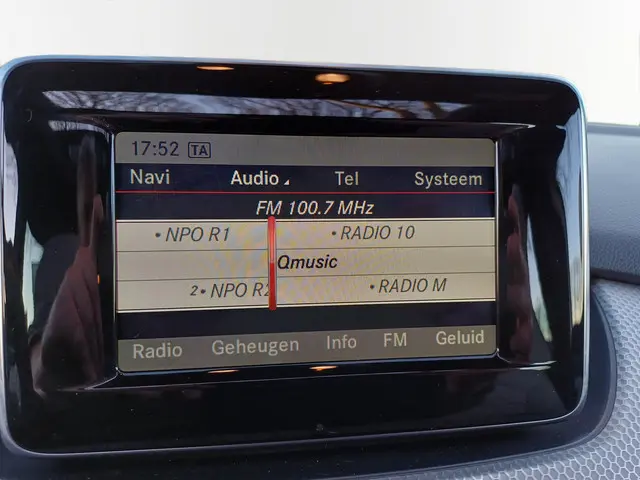 17:52 TA
Navi Audio Tel Systeem
FM 100.7 MHz
• NPO R1 • RADIO 10
Qmusic
2 • NPO R2 • RADIO M
Radio Geheugen Info FM Geluid